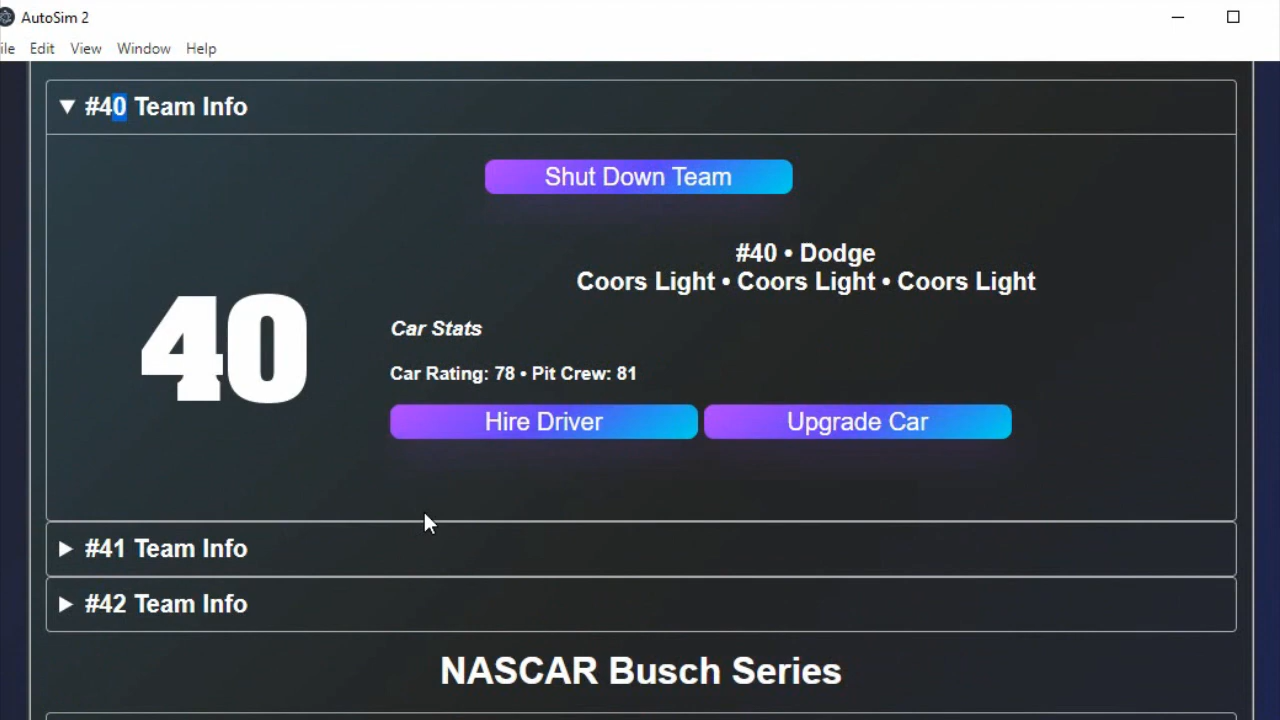 AutoSim 2
ile Edit View Window Help
#40 Team Info
Shut Down Team
#40 • Dodge
Coors Light • Coors Light • Coors Light
40
Car Stats
Car Rating: 78 • Pit Crew: 81
Hire Driver Upgrade Car
#41 Team Info
#42 Team Info
NASCAR Busch Series